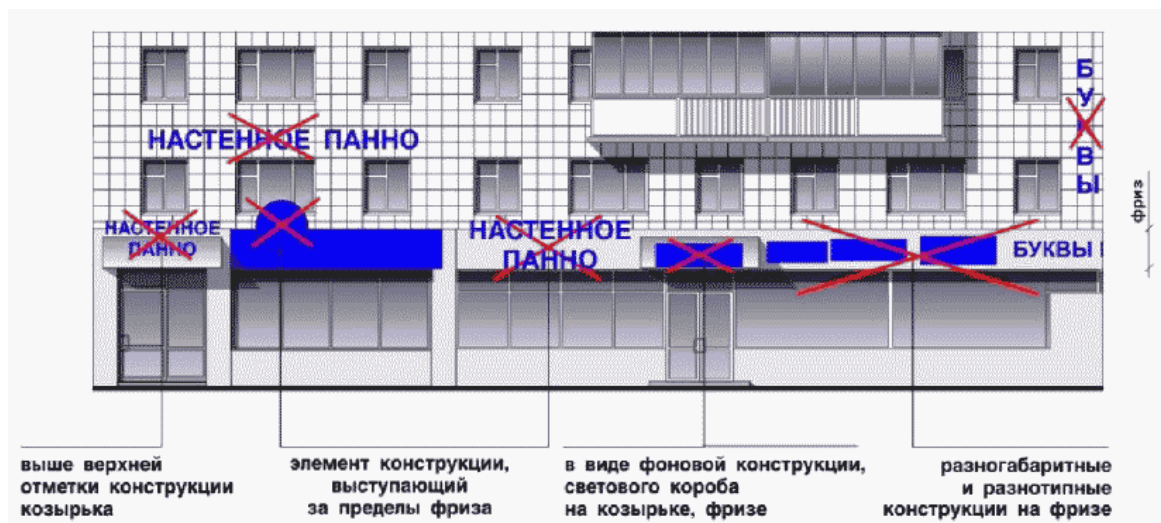 Б
У
В
Ы
НАСТЕННОЕ ПАННО
фриз
НАСТЕННОЕ
ПАННО
НАСТЕННОЕ
ПАННО
БУКВЫ
выше верхней
отметки конструкции
козырька
элемент конструкции,
выступающий
за пределы фриза
в виде фоновой конструкции,
светового короба
на козырьке, фризе
разногабаритные
и разнотипные
конструкции на фризе